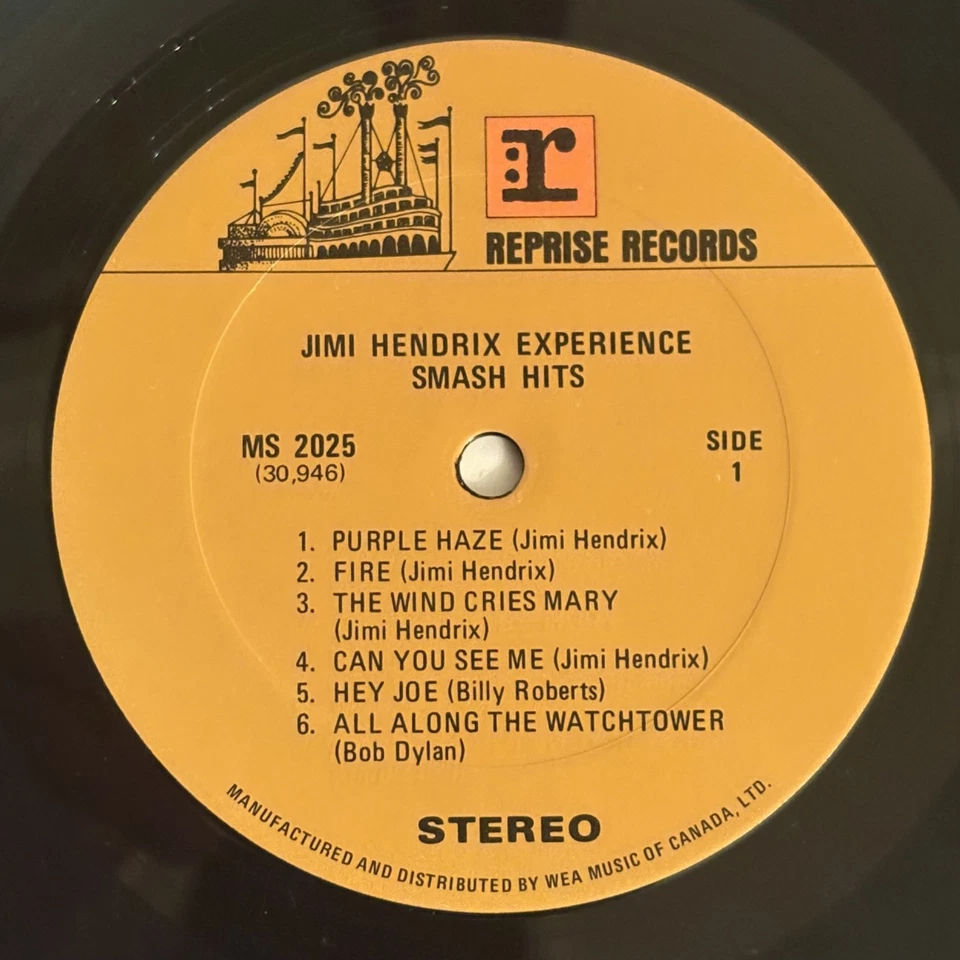 r
REPRISE RECORDS
JIMI HENDRIX EXPERIENCE
SMASH HITS
MS 2025
(30,946)
SIDE
1
1. PURPLE HAZE (Jimi Hendrix)
2. FIRE (Jimi Hendrix)
3. THE WIND CRIES MARY
(Jimi Hendrix)
4. CAN YOU SEE ME (Jimi Hendrix)
5. HEY JOE (Billy Roberts)
6. ALL ALONG THE WATCHTOWER
(Bob Dylan)
STEREO
MANUFACTURED AND DISTRIBUTED BY WEA MUSIC OF CANADA, LTD.